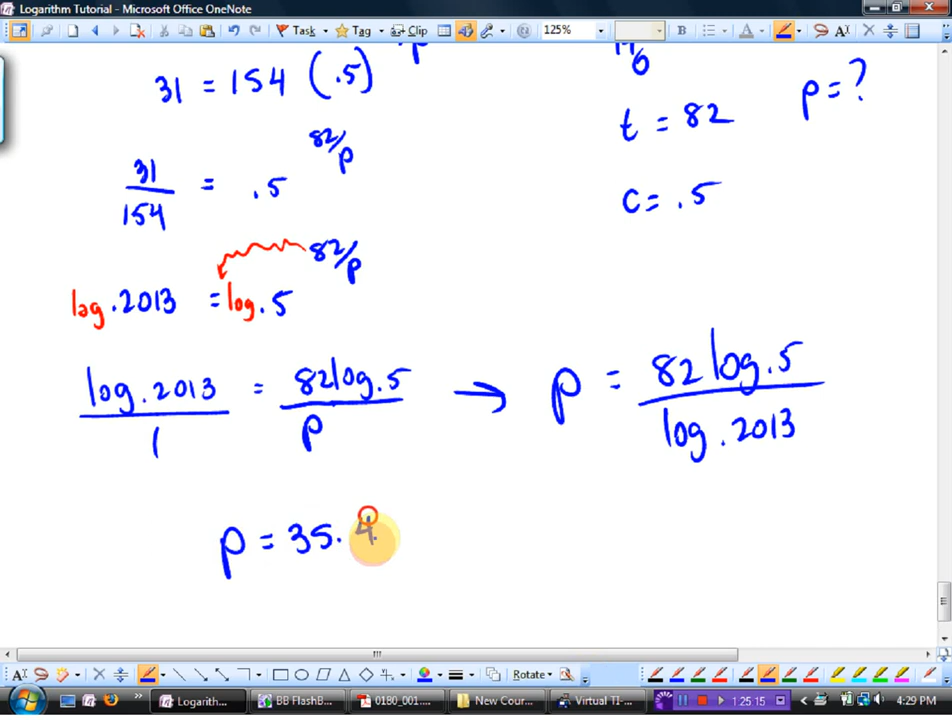 Logarithm Tutorial - Microsoft Office OneNote
Task Tag Clip 125% B
31 = 154 (.5)
t = 82
p = ?
31/154 = .5^82/p
c = .5
log .2013 = log .5^82/p
log .2013 / 1 = 82 log .5 / p → p = 82 log .5 / log .2013
p = 35.4
Rotate
Logarith... BB FlashB... 0180_001.... New Cour... Virtual TI-... 1:25:15 4:29 PM